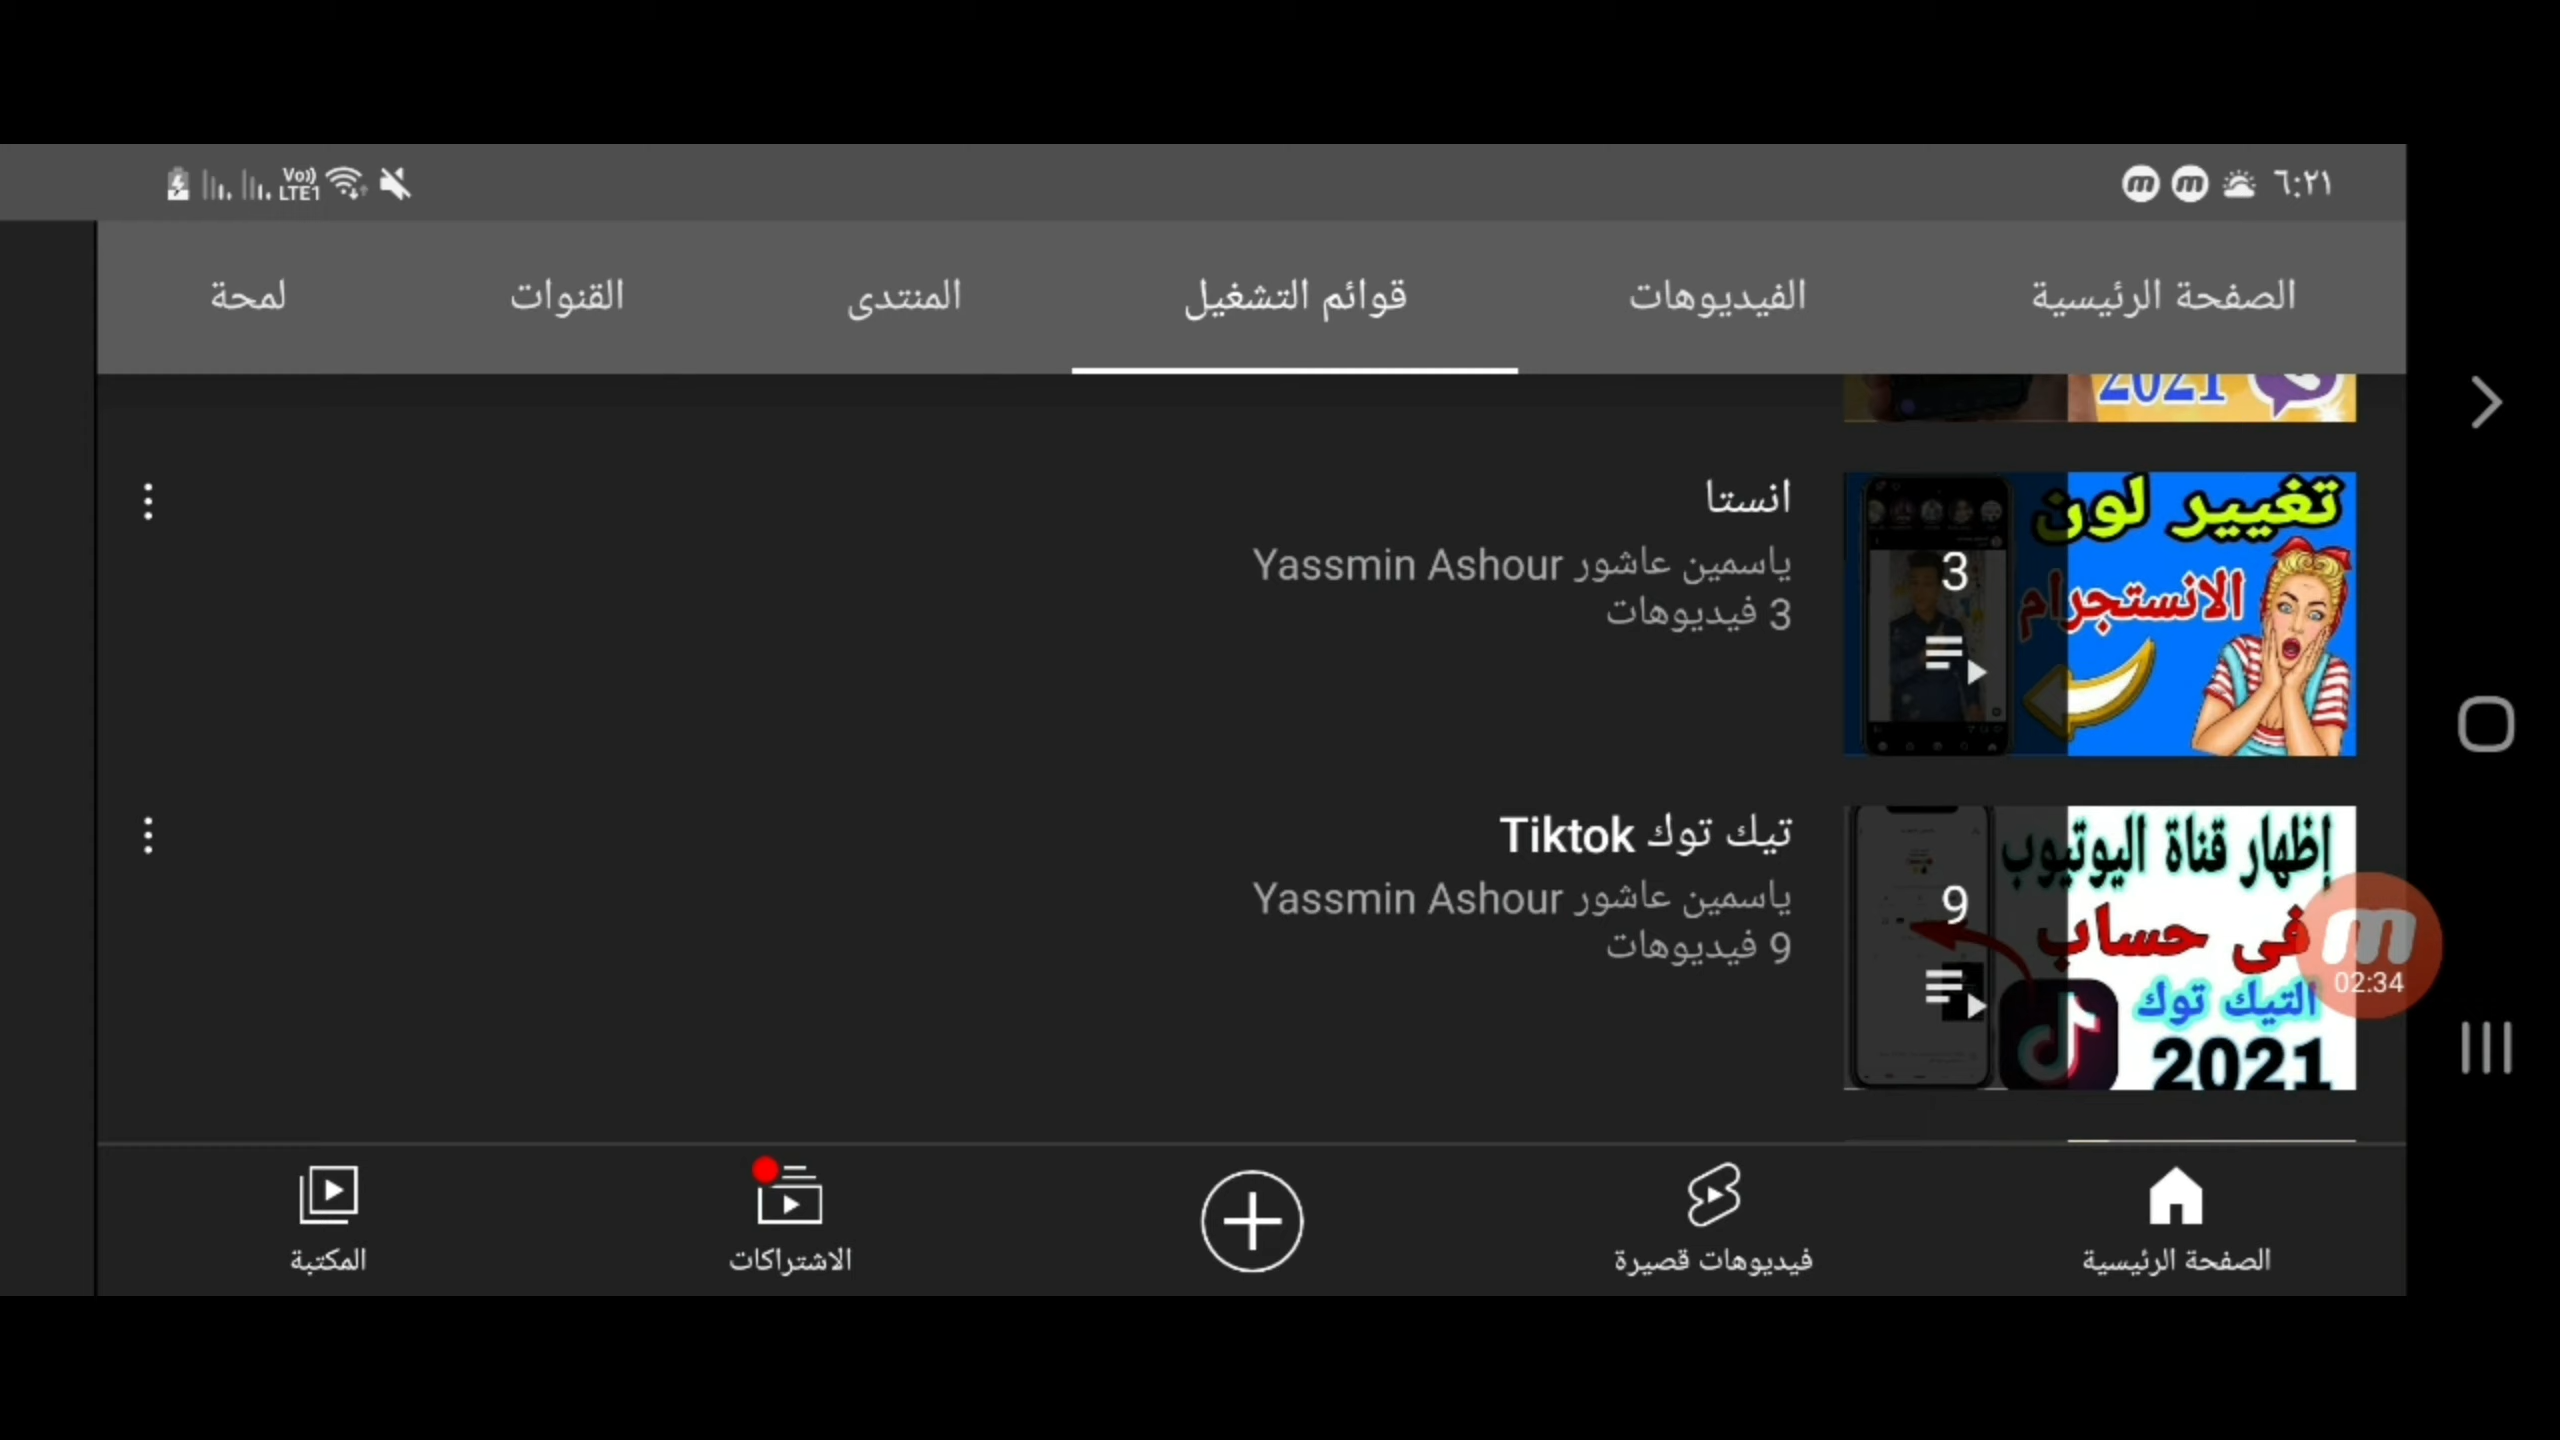 ٦:٢١
Vo)) LTE1
الصفحة الرئيسية
الفيديوهات
قوائم التشغيل
المنتدى
القنوات
لمحة
2021
تغيير لون
الانستجرام
3
انستا
ياسمين عاشور Yassmin Ashour
3 فيديوهات
إظهار قناة اليوتيوب
فى حساب
التيك توك
2021
9
تيك توك Tiktok
ياسمين عاشور Yassmin Ashour
9 فيديوهات
02:34
الصفحة الرئيسية
فيديوهات قصيرة
الاشتراكات
المكتبة